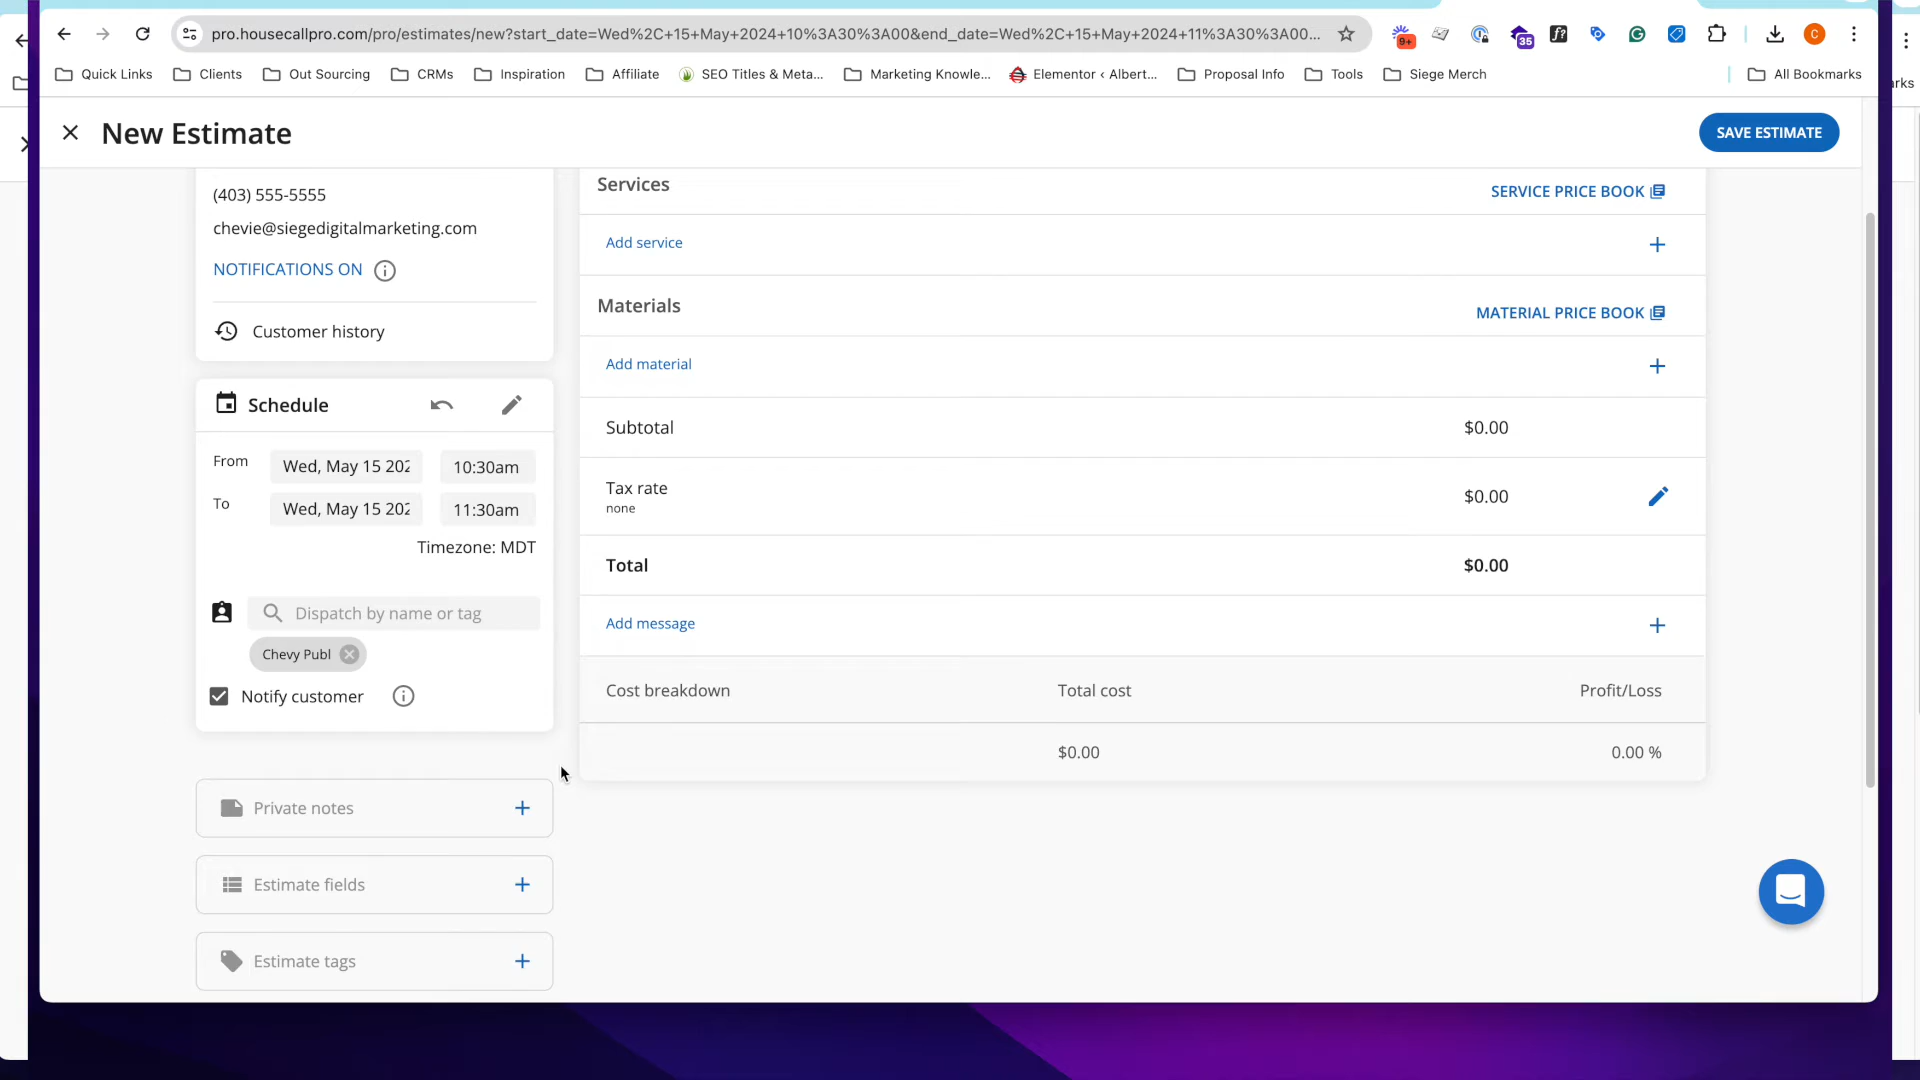 pro.housecallpro.com/pro/estimates/new?start_date=Wed%2C+15+May+2024+10%3A30%3A00&end_date=Wed%2C+15+May+2024+11%3A30%3A00...
9+
35
f?
C
Quick Links
Clients
Out Sourcing
CRMs
Inspiration
Affiliate
SEO Titles & Meta...
Marketing Knowle...
Elementor ‹ Albert...
Proposal Info
Tools
Siege Merch
All Bookmarks
rks
New Estimate
SAVE ESTIMATE
(403) 555-5555
chevie@siegedigitalmarketing.com
NOTIFICATIONS ON
Customer history
Schedule
From
Wed, May 15 202
10:30am
To
Wed, May 15 202
11:30am
Timezone: MDT
Dispatch by name or tag
Chevy Publ
Notify customer
Private notes
Estimate fields
Estimate tags
Services
SERVICE PRICE BOOK
Add service
Materials
MATERIAL PRICE BOOK
Add material
Subtotal
$0.00
Tax rate
none
$0.00
Total
$0.00
Add message
Cost breakdown
Total cost
Profit/Loss
$0.00
0.00 %